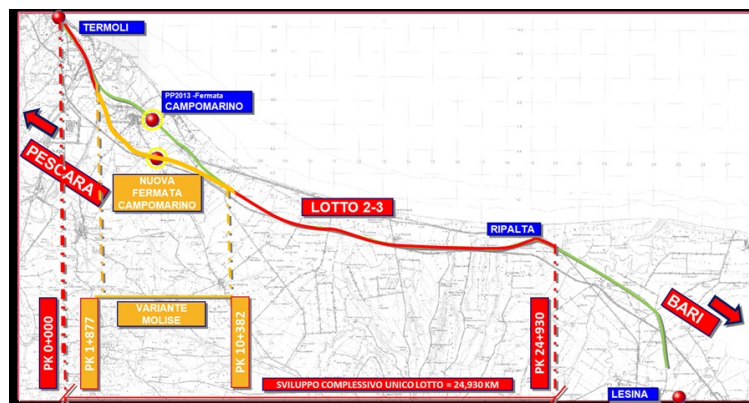 TERMOLI
PP2013 -Fermata
CAMPOMARINO
PESCARA
NUOVA
FERMATA
CAMPOMARINO
LOTTO 2-3
RIPALTA
BARI
VARIANTE
MOLISE
PK 0+000
PK 1+877
PK 10+382
PK 24+930
SVILUPPO COMPLESSIVO UNICO LOTTO = 24,930 KM
LESINA